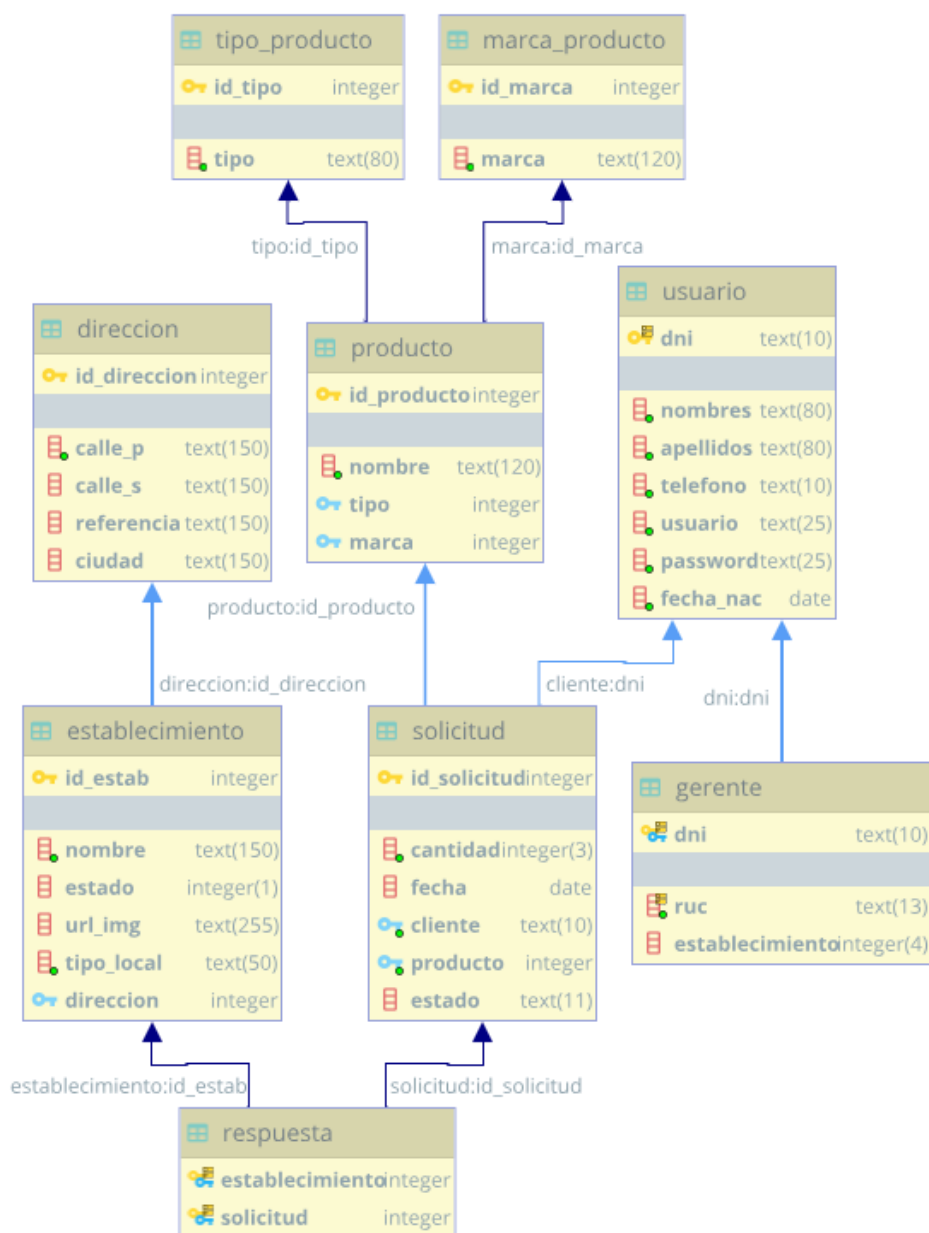 tipo_producto
id_tipo integer
tipo text(80)
marca_producto
id_marca integer
marca text(120)
tipo:id_tipo
marca:id_marca
direccion
id_direccion integer
calle_p text(150)
calle_s text(150)
referencia text(150)
ciudad text(150)
producto
id_producto integer
nombre text(120)
tipo integer
marca integer
usuario
dni text(10)
nombres text(80)
apellidos text(80)
telefono text(10)
usuario text(25)
password text(25)
fecha_nac date
producto:id_producto
direccion:id_direccion
cliente:dni
dni:dni
establecimiento
id_estab integer
nombre text(150)
estado integer(1)
url_img text(255)
tipo_local text(50)
direccion integer
solicitud
id_solicitud integer
cantidad integer(3)
fecha date
cliente text(10)
producto integer
estado text(11)
gerente
dni text(10)
ruc text(13)
establecimiento integer(4)
establecimiento:id_estab
solicitud:id_solicitud
respuesta
establecimiento integer
solicitud integer